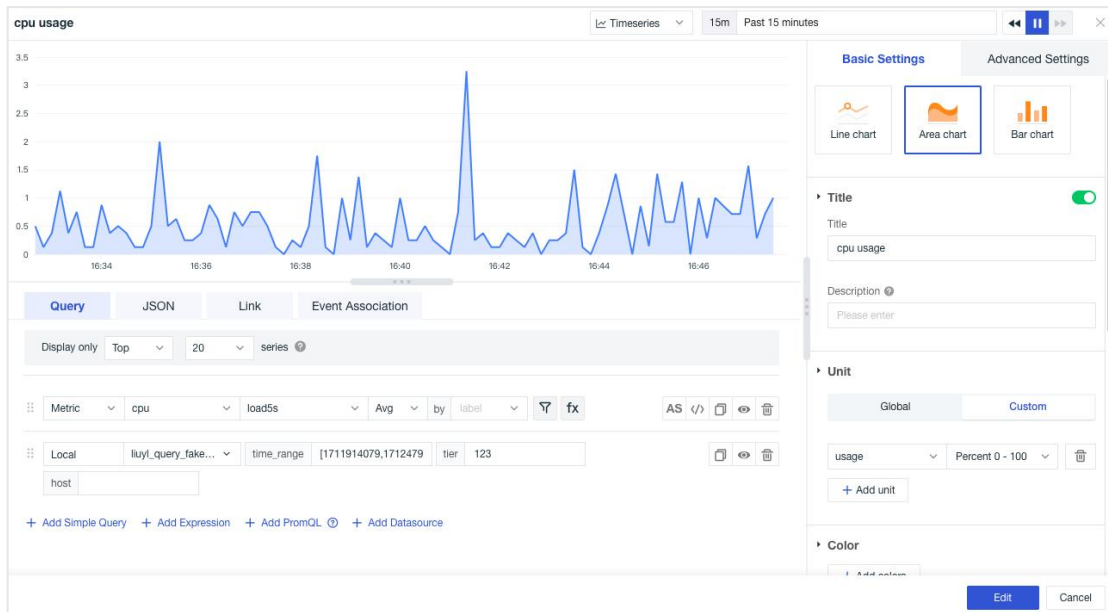 cpu usage
Timeseries
15m Past 15 minutes
3.5
3
2.5
2
1.5
1
0.5
0
16:34 16:36 16:38 16:40 16:42 16:44 16:46
Query JSON Link Event Association
Display only Top 20 series
Metric cpu load5s Avg by label fx AS </>
Local liuyl_query_fake... time_range [1711914079,1712479 tier 123
host
+ Add Simple Query + Add Expression + Add PromQL + Add Datasource
Basic Settings Advanced Settings
Line chart Area chart Bar chart
Title
Title
cpu usage
Description
Please enter
Unit
Global Custom
usage Percent 0 - 100
+ Add unit
Color
+ Add colors
Edit Cancel